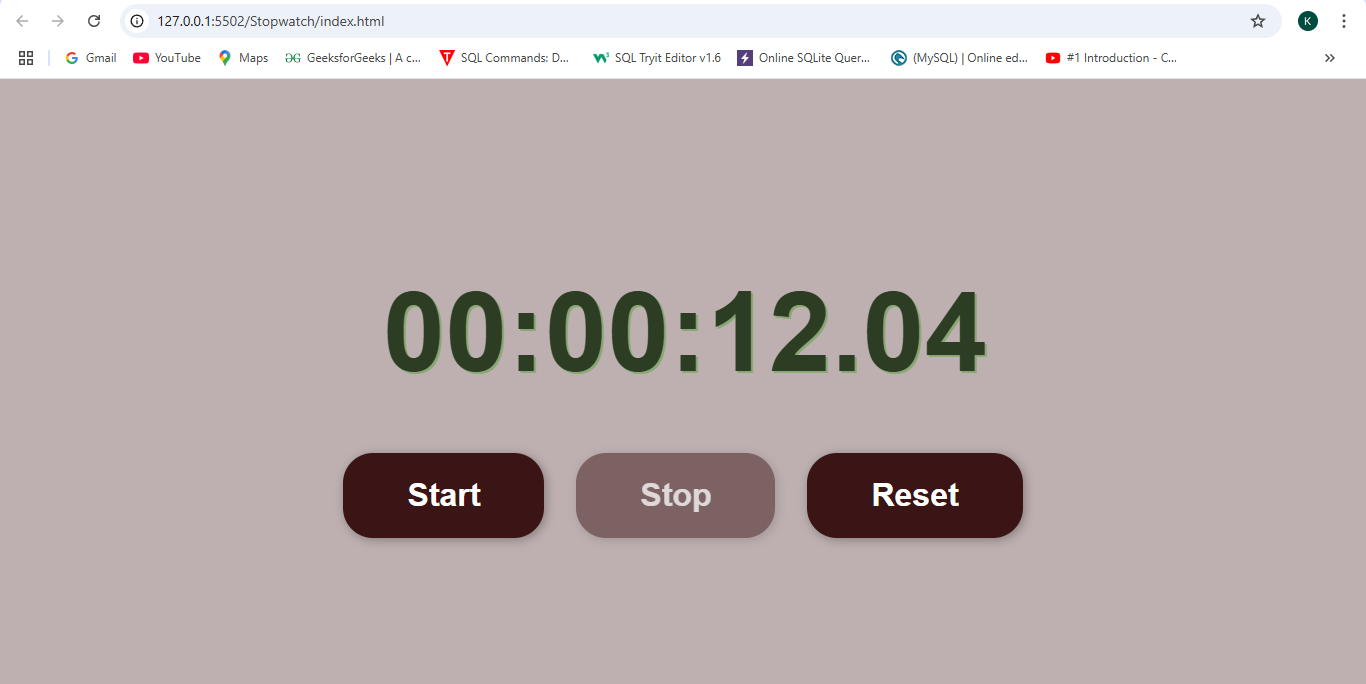 127.0.0.1:5502/Stopwatch/index.html
K
Gmail YouTube Maps GeeksforGeeks | A c... SQL Commands: D... SQL Tryit Editor v1.6 Online SQLite Quer... (MySQL) | Online ed... #1 Introduction - C...
00:00:12.04
Start Stop Reset